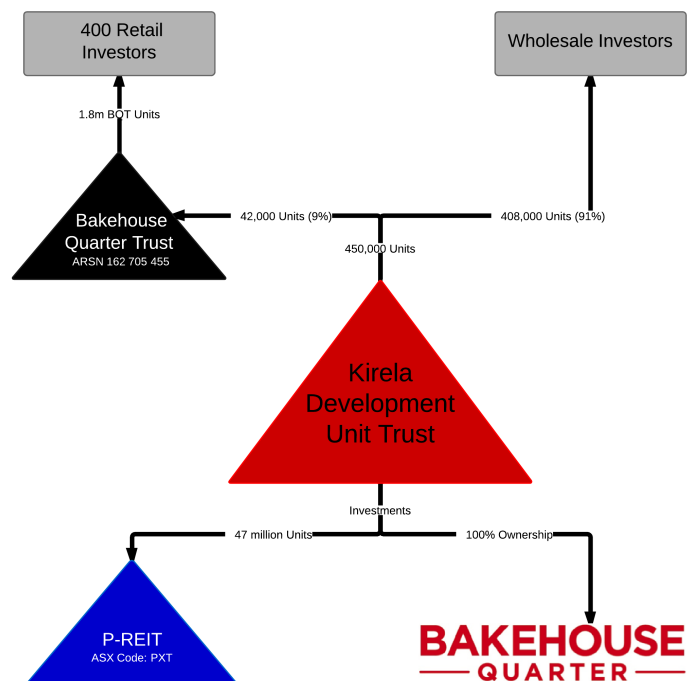 400 Retail
Investors
Wholesale Investors
1.8m BQT Units
Bakehouse
Quarter Trust
ARSN 162 705 455
42,000 Units (9%)
408,000 Units (91%)
450,000 Units
Kirela
Development
Unit Trust
Investments
47 million Units
100% Ownership
P-REIT
ASX Code: PXT
BAKEHOUSE
QUARTER